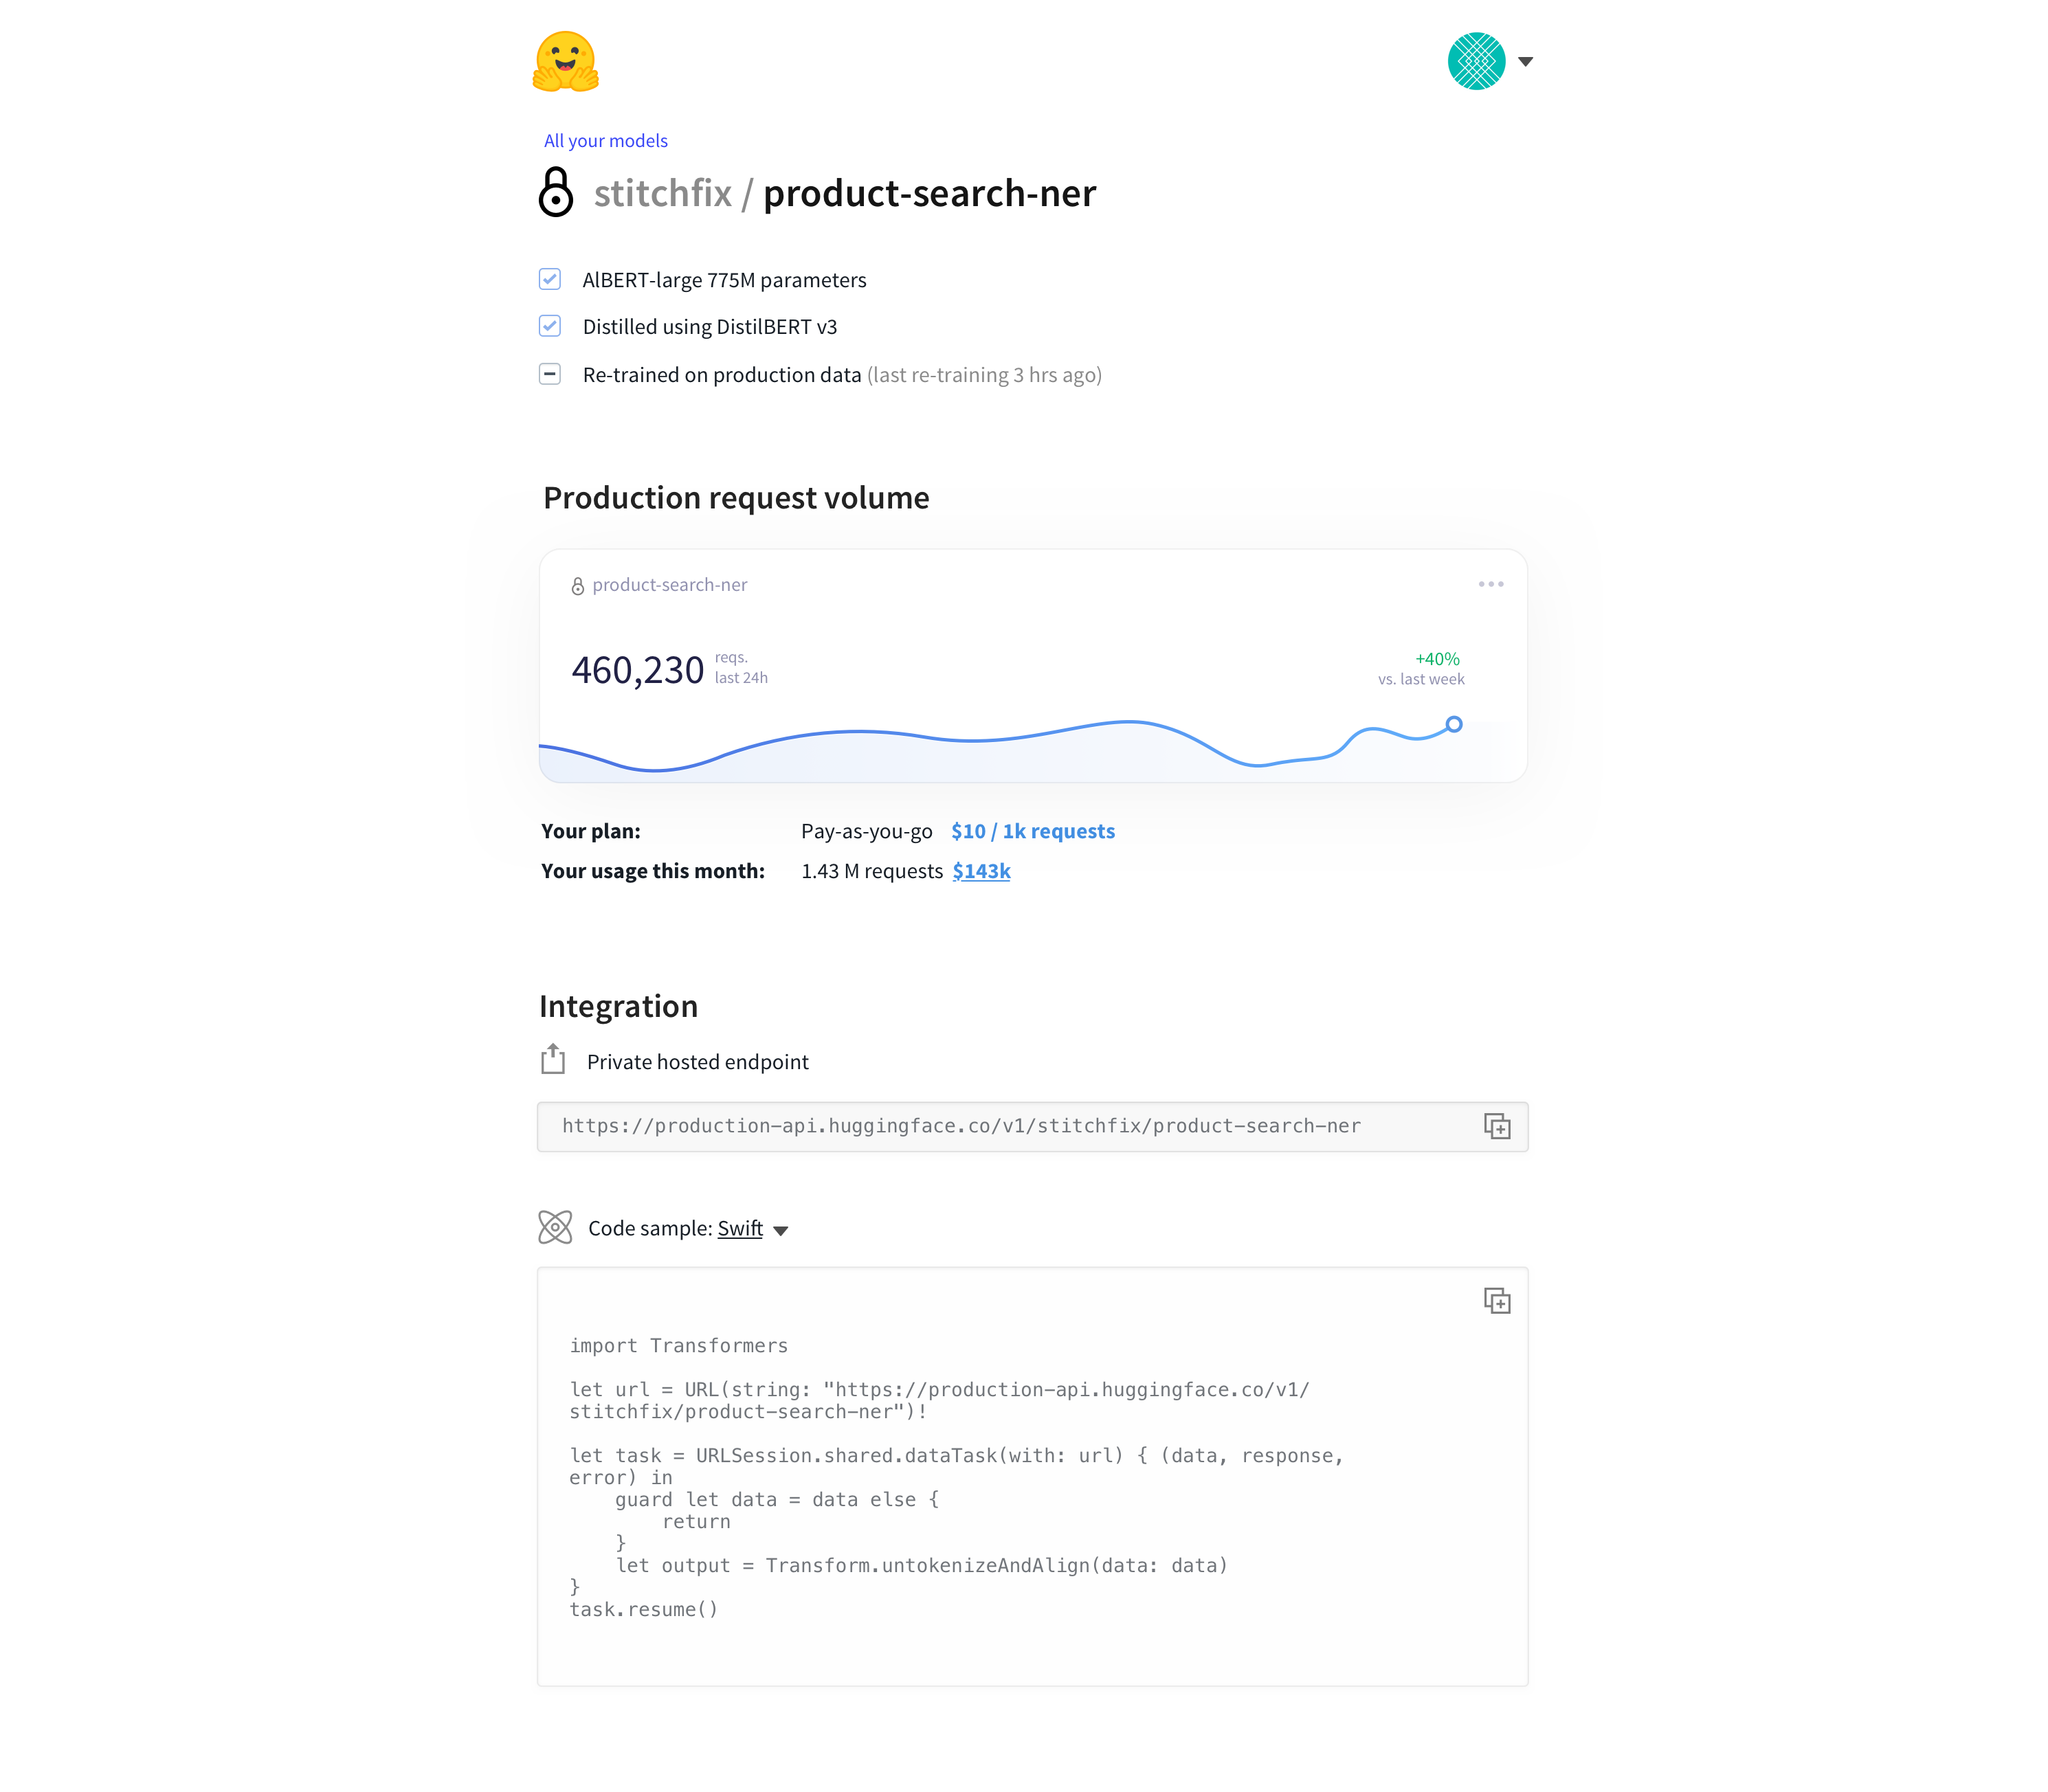 All your models
stitchfix / product-search-ner
AlBERT-large 775M parameters
Distilled using DistilBERT v3
Re-trained on production data (last re-training 3 hrs ago)
Production request volume
product-search-ner
460,230 reqs. last 24h
+40%
vs. last week
Your plan: Pay-as-you-go $10 / 1k requests
Your usage this month: 1.43 M requests $143k
Integration
Private hosted endpoint
https://production-api.huggingface.co/v1/stitchfix/product-search-ner
Code sample: Swift
import Transformers
let url = URL(string: "https://production-api.huggingface.co/v1/
stitchfix/product-search-ner")!
let task = URLSession.shared.dataTask(with: url) { (data, response,
error) in
    guard let data = data else {
        return
    }
    let output = Transform.untokenizeAndAlign(data: data)
}
task.resume()